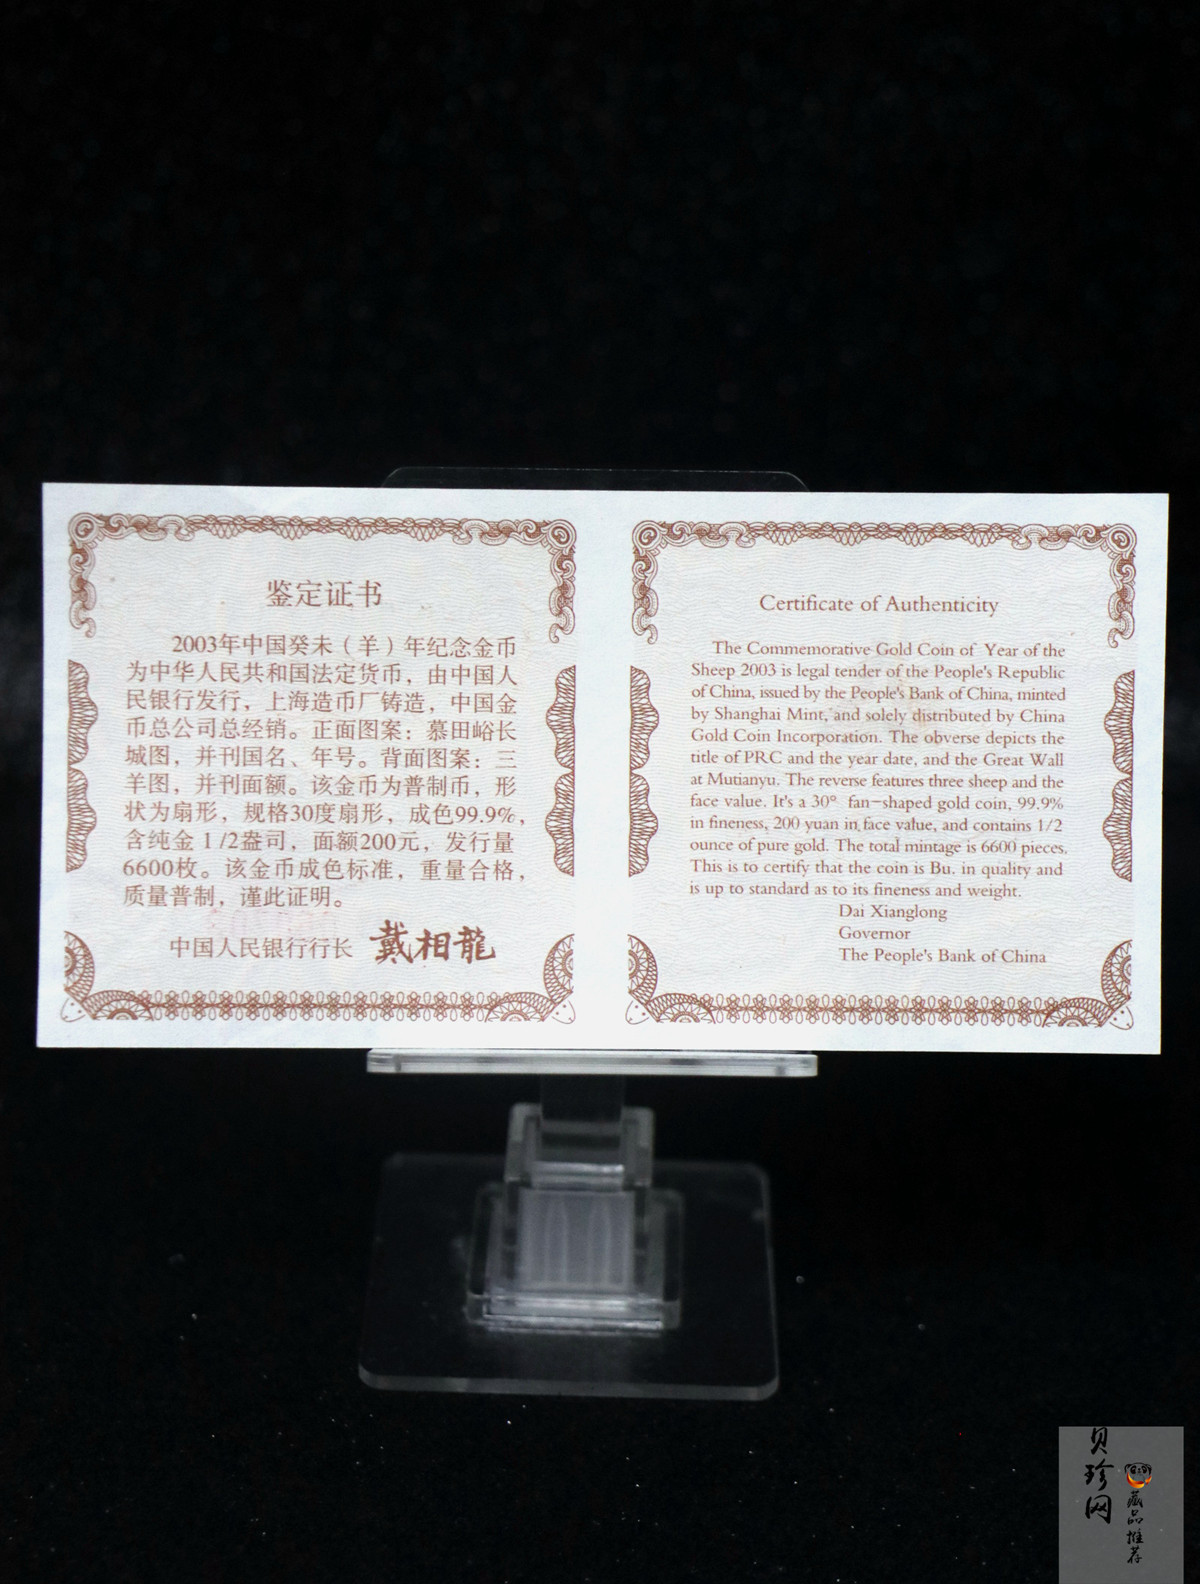 鉴定证书
2003年中国癸未（羊）年纪念金币
为中华人民共和国法定货币，由中国人
民银行发行，上海造币厂铸造，中国金
币总公司总经销。正面图案：慕田峪长
城图，并刊国名、年号。背面图案：三
羊图，并刊面额。该金币为普制币，形
状为扇形，规格30度扇形，成色99.9%，
含纯金1/2盎司，面额200元，发行量
6600枚。该金币成色标准，重量合格，
质量普制，谨此证明。
中国人民银行行长 戴相龍
Certificate of Authenticity
The Commemorative Gold Coin of Year of the
Sheep 2003 is legal tender of the People's Republic
of China, issued by the People's Bank of China, minted
by Shanghai Mint, and solely distributed by China
Gold Coin Incorporation. The obverse depicts the
title of PRC and the year date, and the Great Wall
at Mutianyu. The reverse features three sheep and the
face value. It's a 30° fan-shaped gold coin, 99.9%
in fineness, 200 yuan in face value, and contains 1/2
ounce of pure gold. The total mintage is 6600 pieces.
This is to certify that the coin is Bu. in quality and
is up to standard as to its fineness and weight.
Dai Xianglong
Governor
The People's Bank of China
贝珍网
藏品推荐